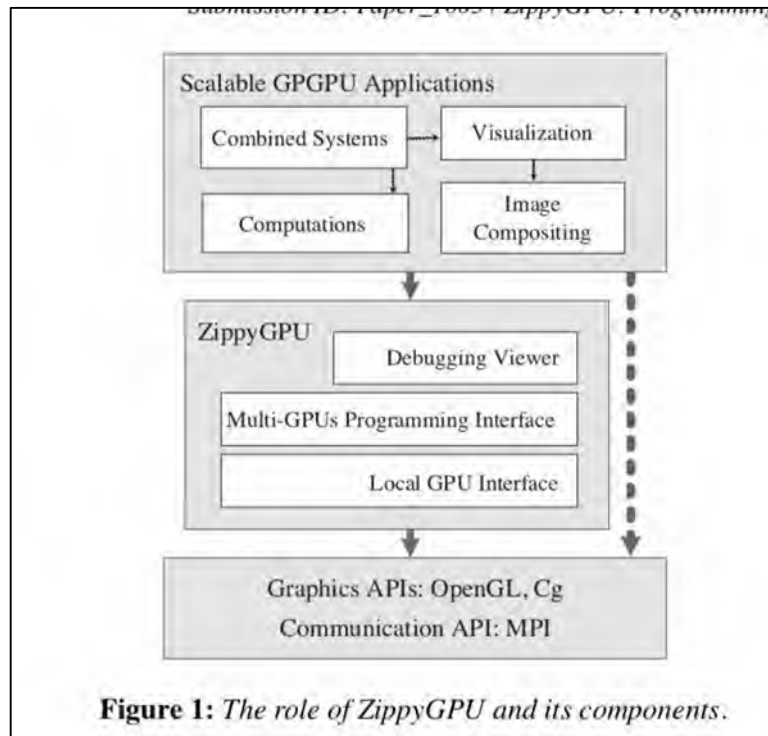 Scalable GPGPU Applications
Combined Systems
Visualization
Computations
Image
Compositing
ZippyGPU
Debugging Viewer
Multi-GPUs Programming Interface
Local GPU Interface
Graphics APIs: OpenGL, Cg
Communication API: MPI
Figure 1: The role of ZippyGPU and its components.